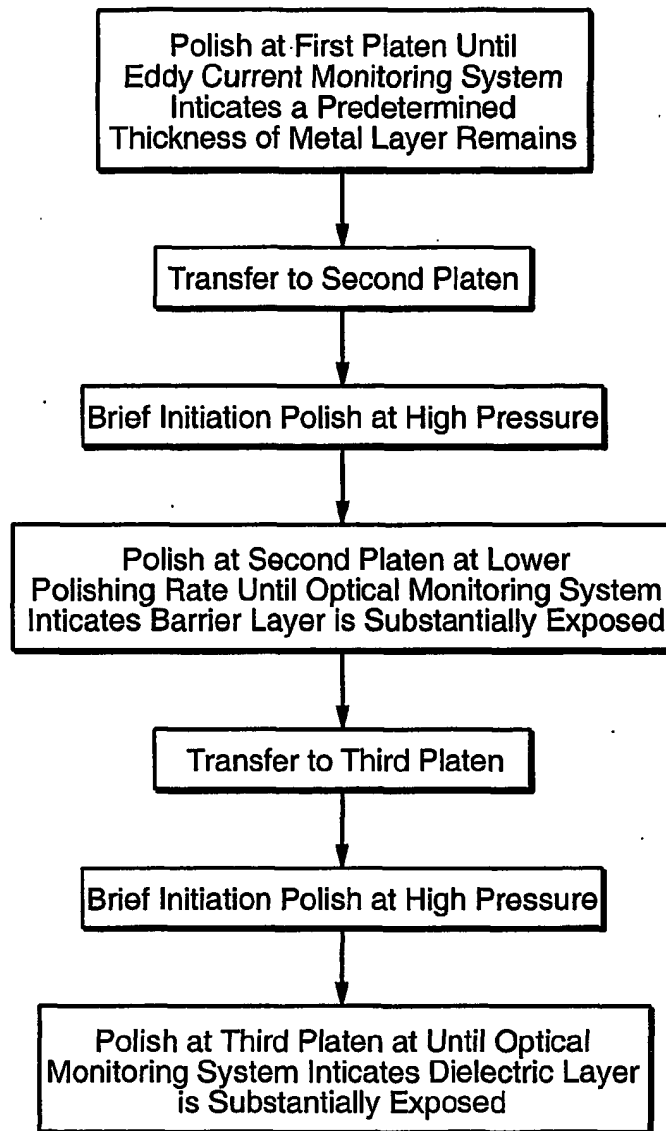 Polish at First Platen Until
Eddy Current Monitoring System
Inticates a Predetermined
Thickness of Metal Layer Remains
Transfer to Second Platen
Brief Initiation Polish at High Pressure
Polish at Second Platen at Lower
Polishing Rate Until Optical Monitoring System
Inticates Barrier Layer is Substantially Exposed
Transfer to Third Platen
Brief Initiation Polish at High Pressure
Polish at Third Platen at Until Optical
Monitoring System Inticates Dielectric Layer
is Substantially Exposed